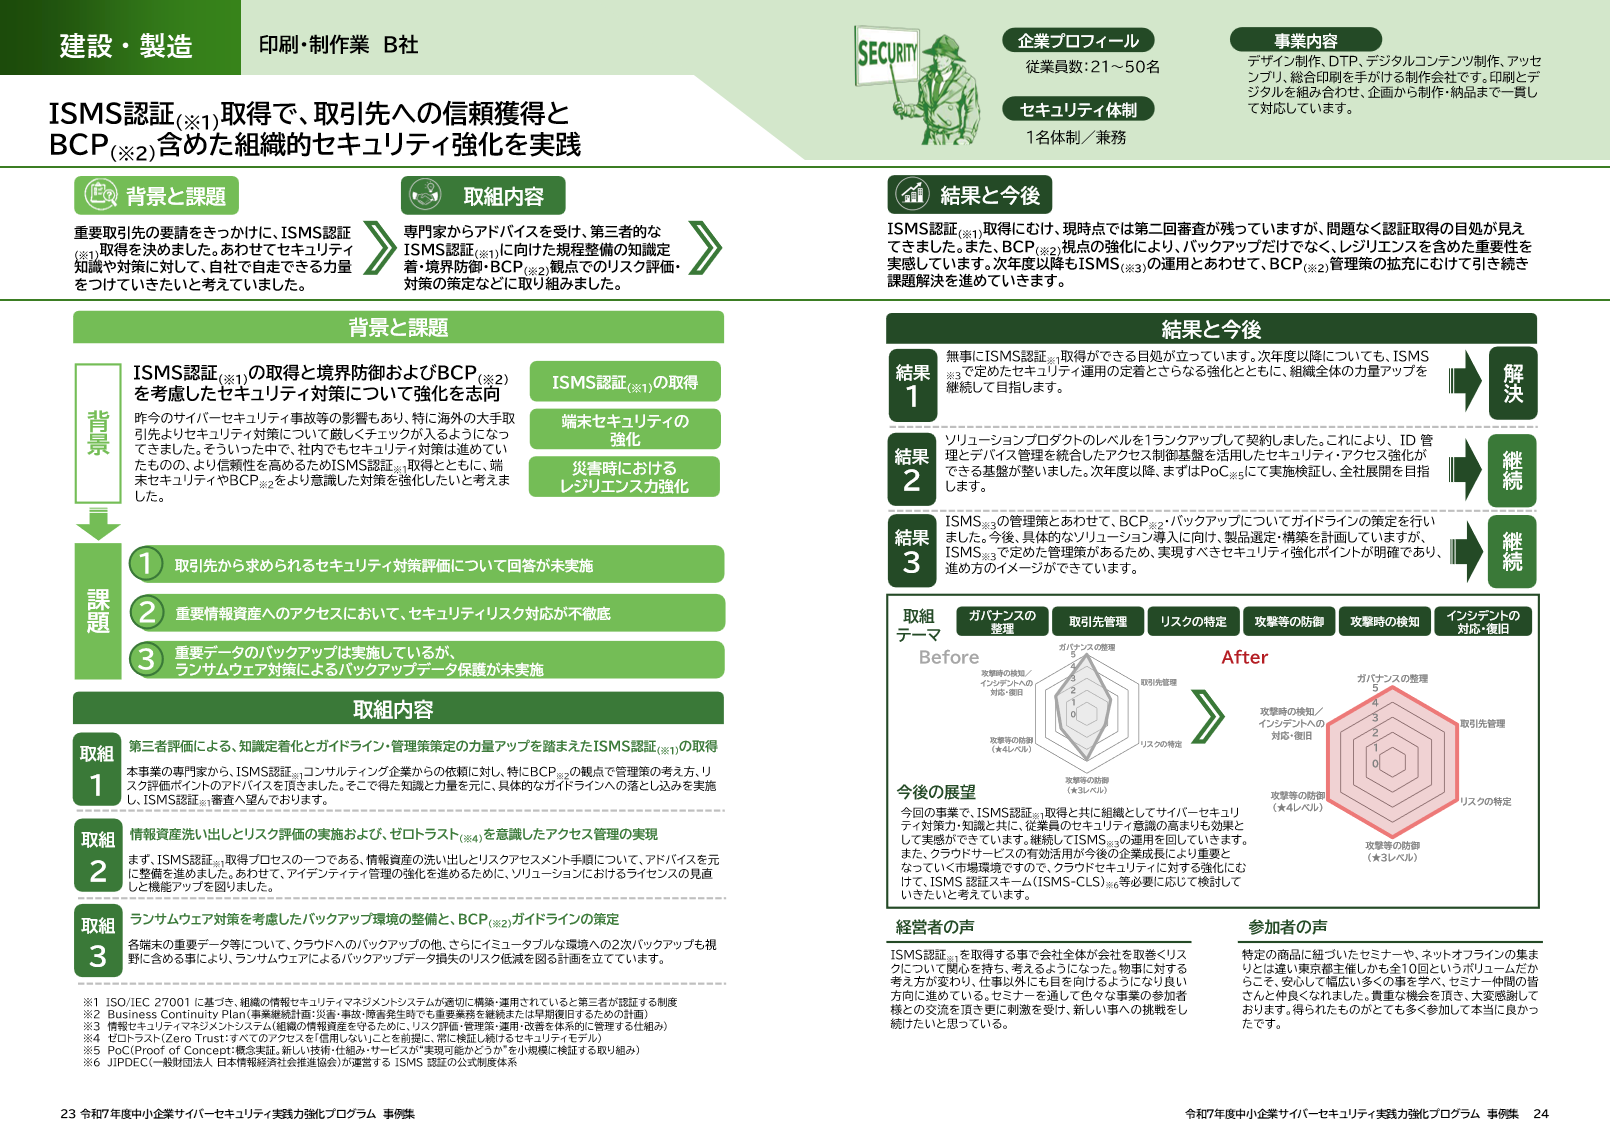 建設・製造
印刷・制作業 B社
ISMS認証(※1)取得で、取引先への信頼獲得と
BCP(※2)含めた組織的セキュリティ強化を実践
SECURITY
企業プロフィール
従業員数：21～50名
セキュリティ体制
1名体制／兼務
事業内容
デザイン制作、DTP、デジタルコンテンツ制作、アッセ
ンブリ、総合印刷を手がける制作会社です。印刷とデ
ジタルを組み合わせ、企画から制作・納品まで一貫し
て対応しています。
背景と課題
重要取引先の要請をきっかけに、ISMS認証
(※1)取得を決めました。あわせてセキュリティ
知識や対策に対して、自社で自走できる力量
をつけていきたいと考えていました。
取組内容
専門家からアドバイスを受け、第三者的な
ISMS認証(※1)に向けた規程整備の知識定
着・境界防御・BCP(※2)観点でのリスク評価・
対策の策定などに取り組みました。
結果と今後
ISMS認証(※1)取得にむけ、現時点では第二回審査が残っていますが、問題なく認証取得の目処が見え
てきました。また、BCP(※2)視点の強化により、バックアップだけでなく、レジリエンスを含めた重要性を
実感しています。次年度以降もISMS(※3)の運用とあわせて、BCP(※2)管理策の拡充にむけて引き続き
課題解決を進めていきます。
背景と課題
背景
ISMS認証(※1)の取得と境界防御およびBCP(※2)
を考慮したセキュリティ対策について強化を志向
昨今のサイバーセキュリティ事故等の影響もあり、特に海外の大手取
引先よりセキュリティ対策について厳しくチェックが入るようになっ
てきました。そういった中で、社内でもセキュリティ対策は進めてい
たものの、より信頼性を高めるためISMS認証※1取得とともに、端
末セキュリティやBCP※2をより意識した対策を強化したいと考えま
した。
ISMS認証(※1)の取得
端末セキュリティの
強化
災害時における
レジリエンス力強化
課題
1 取引先から求められるセキュリティ対策評価について回答が未実施
2 重要情報資産へのアクセスにおいて、セキュリティリスク対応が不徹底
3 重要データのバックアップは実施しているが、
ランサムウェア対策によるバックアップデータ保護が未実施
取組内容
取組
1
第三者評価による、知識定着化とガイドライン・管理策策定の力量アップを踏まえたISMS認証(※1)の取得
本事業の専門家から、ISMS認証※1コンサルティング企業からの依頼に対し、特にBCP※2の観点で管理策の考え方、リ
スク評価ポイントのアドバイスを頂きました。そこで得た知識と力量を元に、具体的なガイドラインへの落とし込みを実施
し、ISMS認証※1審査へ望んでおります。
取組
2
情報資産洗い出しとリスク評価の実施および、ゼロトラスト(※4)を意識したアクセス管理の実現
まず、ISMS認証※1取得プロセスの一つである、情報資産の洗い出しとリスクアセスメント手順について、アドバイスを元
に整備を進めました。あわせて、アイデンティティ管理の強化を進めるために、ソリューションにおけるライセンスの見直
しと機能アップを図りました。
取組
3
ランサムウェア対策を考慮したバックアップ環境の整備と、BCP(※2)ガイドラインの策定
各端末の重要データ等について、クラウドへのバックアップの他、さらにイミュータブルな環境への2次バックアップも視
野に含める事により、ランサムウェアによるバックアップデータ損失のリスク低減を図る計画を立てています。
※1 ISO/IEC 27001 に基づき、組織の情報セキュリティマネジメントシステムが適切に構築・運用されていると第三者が認証する制度
※2 Business Continuity Plan（事業継続計画：災害・事故・障害発生時でも重要業務を継続または早期復旧するための計画）
※3 情報セキュリティマネジメントシステム（組織の情報資産を守るために、リスク評価・管理策・運用・改善を体系的に管理する仕組み）
※4 ゼロトラスト（Zero Trust：すべてのアクセスを「信用しない」ことを前提に、常に検証し続けるセキュリティモデル）
※5 PoC（Proof of Concept：概念実証。新しい技術・仕組み・サービスが“実現可能かどうか”を小規模に検証する取り組み）
※6 JIPDEC（一般財団法人 日本情報経済社会推進協会）が運営する ISMS 認証の公式制度体系
23 令和7年度中小企業サイバーセキュリティ実践力強化プログラム 事例集
結果と今後
結果
1
無事にISMS認証※1取得ができる目処が立っています。次年度以降についても、ISMS
※3で定めたセキュリティ運用の定着とさらなる強化とともに、組織全体の力量アップを
継続して目指します。
解決
結果
2
ソリューションプロダクトのレベルを1ランクアップして契約しました。これにより、ID 管
理とデバイス管理を統合したアクセス制御基盤を活用したセキュリティ・アクセス強化が
できる基盤が整いました。次年度以降、まずはPoC※5にて実施検証し、全社展開を目指
します。
継続
結果
3
ISMS※3の管理策とあわせて、BCP※2・バックアップについてガイドラインの策定を行い
ました。今後、具体的なソリューション導入に向け、製品選定・構築を計画していますが、
ISMS※3で定めた管理策があるため、実現すべきセキュリティ強化ポイントが明確であり、
進め方のイメージができています。
継続
取組
テーマ
ガバナンスの
整理
取引先管理
リスクの特定
攻撃等の防御
攻撃時の検知
インシデントの
対応・復旧
Before
ガバナンスの整理
5
4
3
2
1
0
取引先管理
リスクの特定
攻撃等の防御
(★3レベル)
攻撃等の防御
(★4レベル)
攻撃時の検知／
インシデントへの
対応・復旧
After
ガバナンスの整理
5
4
3
2
1
0
取引先管理
リスクの特定
攻撃等の防御
(★3レベル)
攻撃等の防御
(★4レベル)
攻撃時の検知／
インシデントへの
対応・復旧
今後の展望
今回の事業で、ISMS認証※1取得と共に組織としてサイバーセキュリ
ティ対策力・知識と共に、従業員のセキュリティ意識の高まりも効果と
して実感ができています。継続してISMS※3の運用を回していきます。
また、クラウドサービスの有効活用が今後の企業成長により重要と
なっていく市場環境ですので、クラウドセキュリティに対する強化にむ
けて、ISMS 認証スキーム(ISMS-CLS)※6等必要に応じて検討して
いきたいと考えています。
経営者の声
ISMS認証※1を取得する事で会社全体が会社を取巻くリス
クについて関心を持ち、考えるようになった。物事に対する
考え方が変わり、仕事以外にも目を向けるようになり良い
方向に進めている。セミナーを通して色々な事業の参加者
様との交流を頂き更に刺激を受け、新しい事への挑戦をし
続けたいと思っている。
参加者の声
特定の商品に紐づいたセミナーや、ネットオフラインの集ま
りとは違い東京都主催しかも全10回というボリュームだか
らこそ、安心して幅広い多くの事を学べ、セミナー仲間の皆
さんと仲良くなれました。貴重な機会を頂き、大変感謝して
おります。得られたものがとても多く参加して本当に良かっ
たです。
令和7年度中小企業サイバーセキュリティ実践力強化プログラム 事例集 24